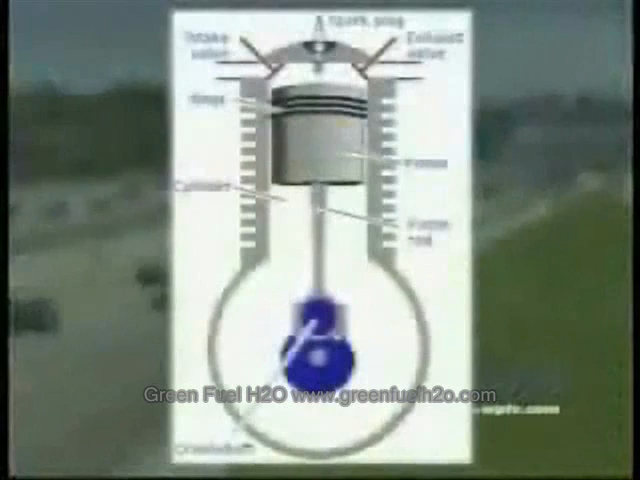 Spark plug
Intake
valve
Exhaust
valve
Rings
Piston
Cylinder
Piston
rod
Green Fuel H2O www.greenfuelh2o.com
Crankshaft